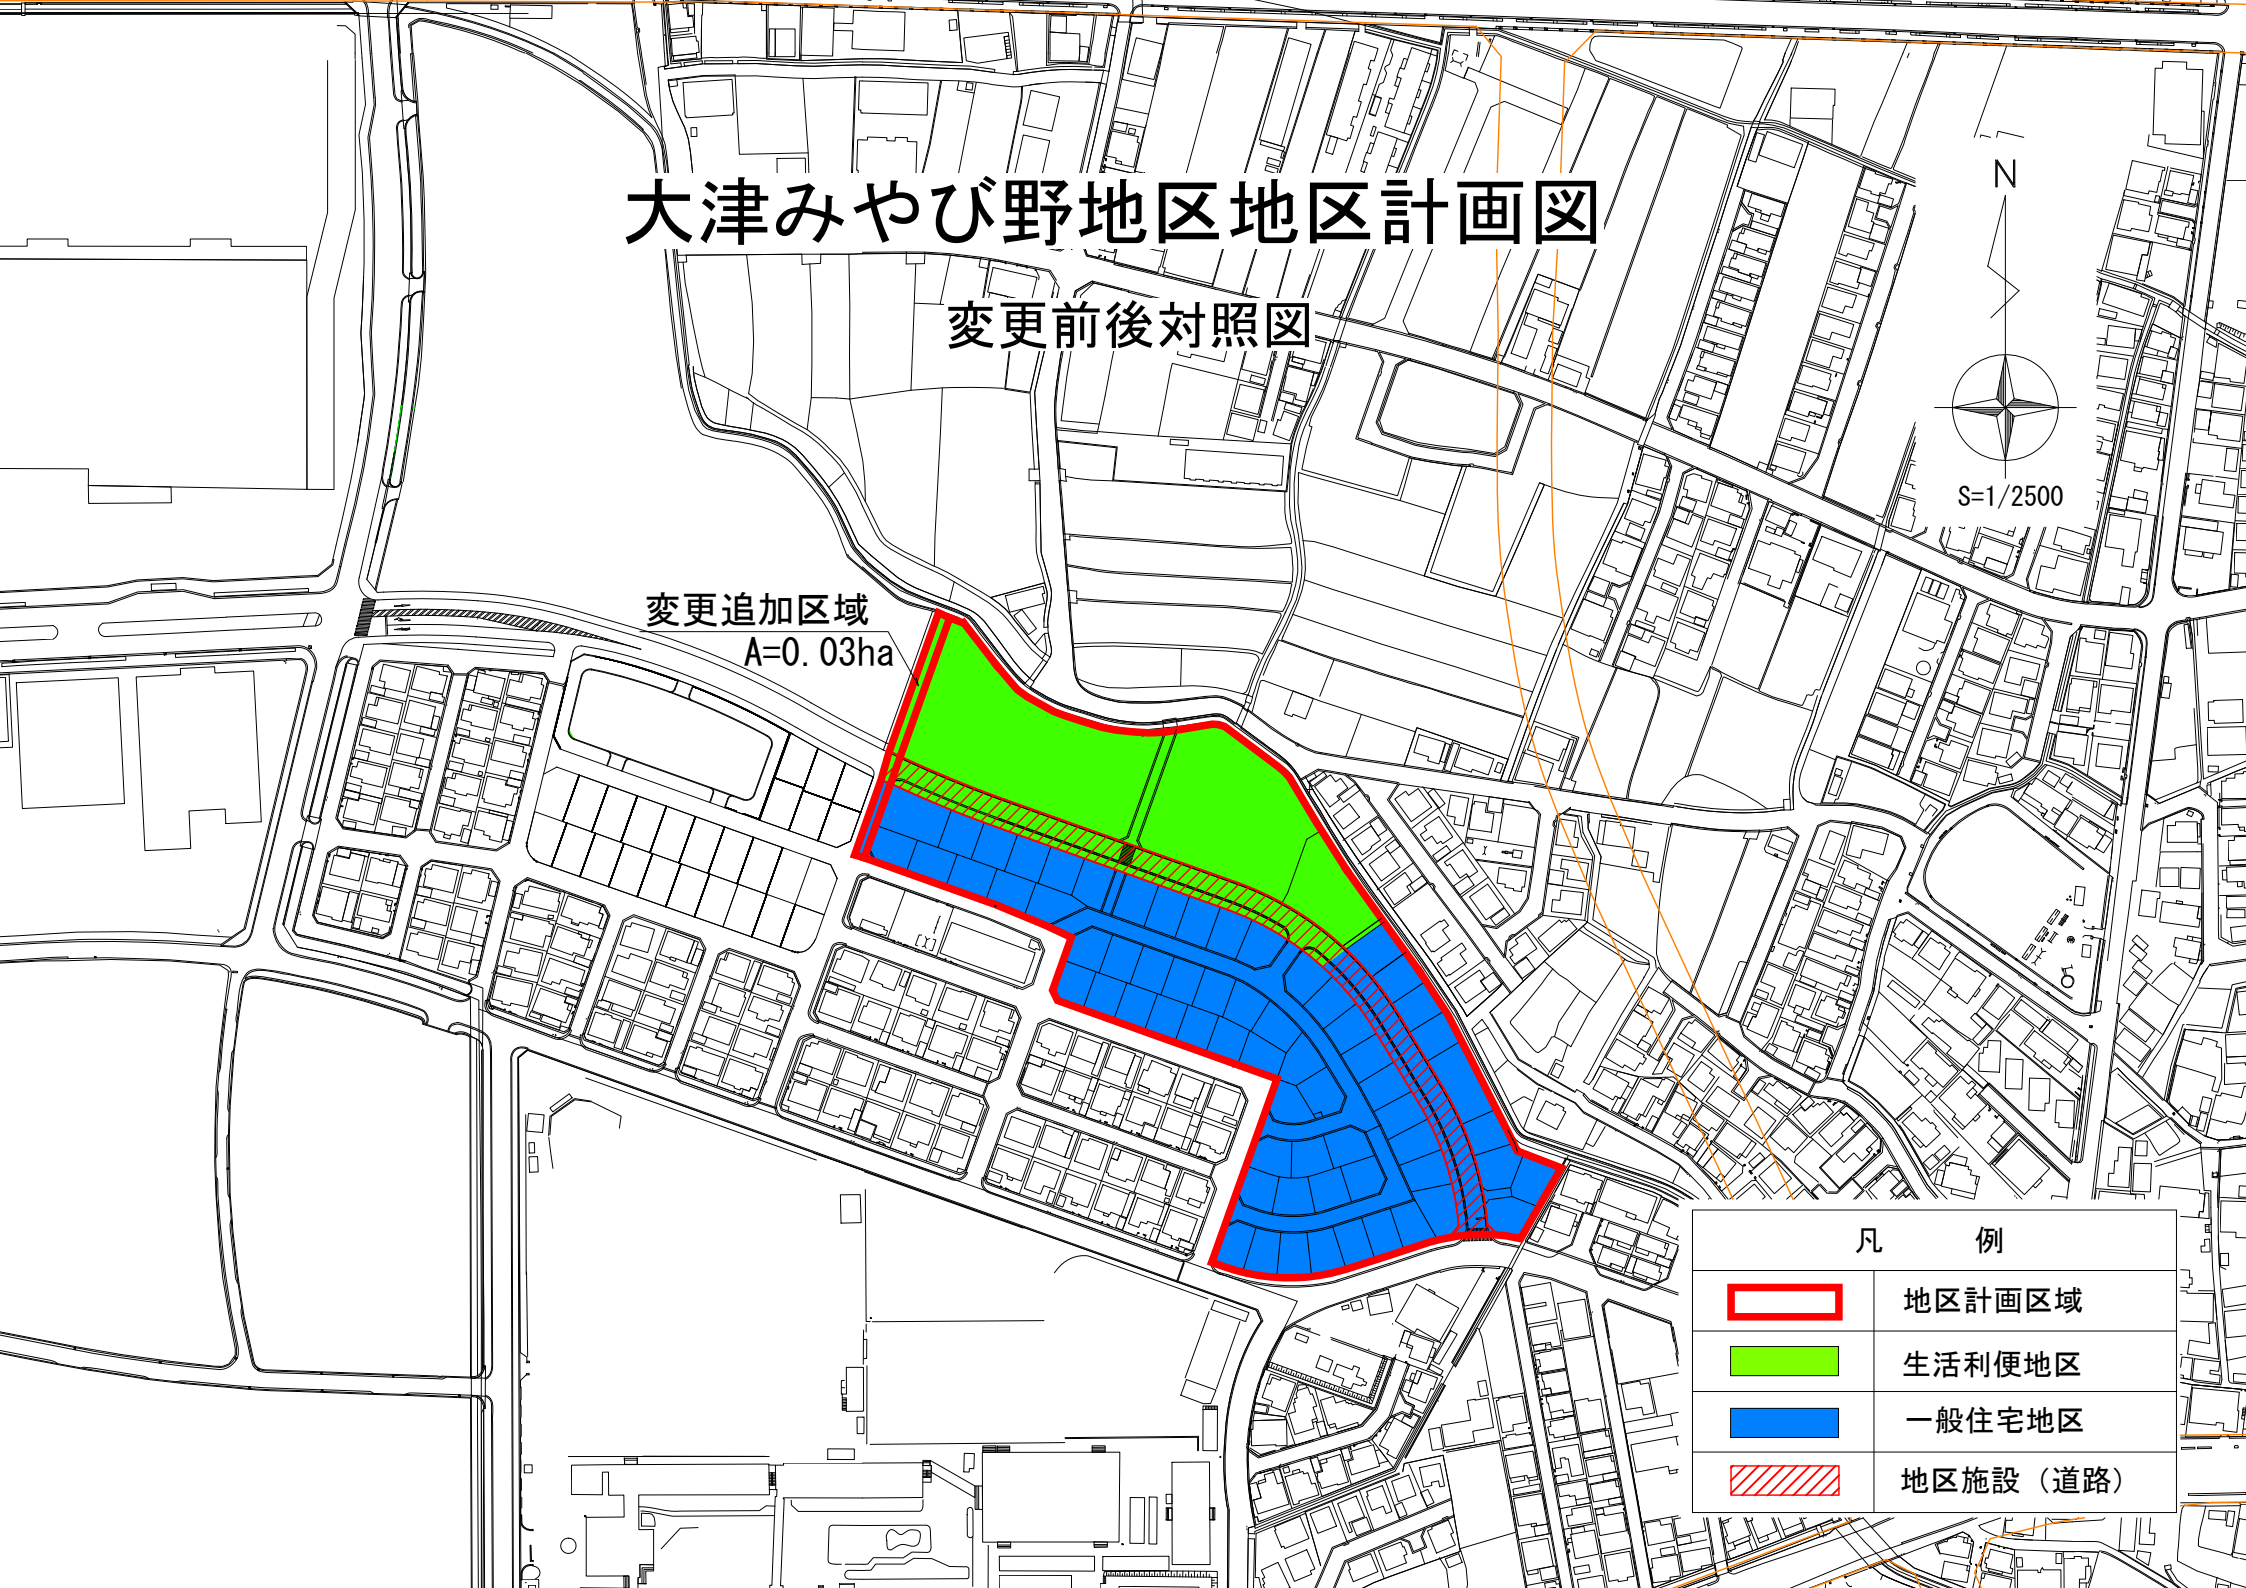 大津みやび野地区地区計画図
変更前後対照図
N
S=1/2500
変更追加区域
A=0.03ha
凡　例
地区計画区域
生活利便地区
一般住宅地区
地区施設（道路）